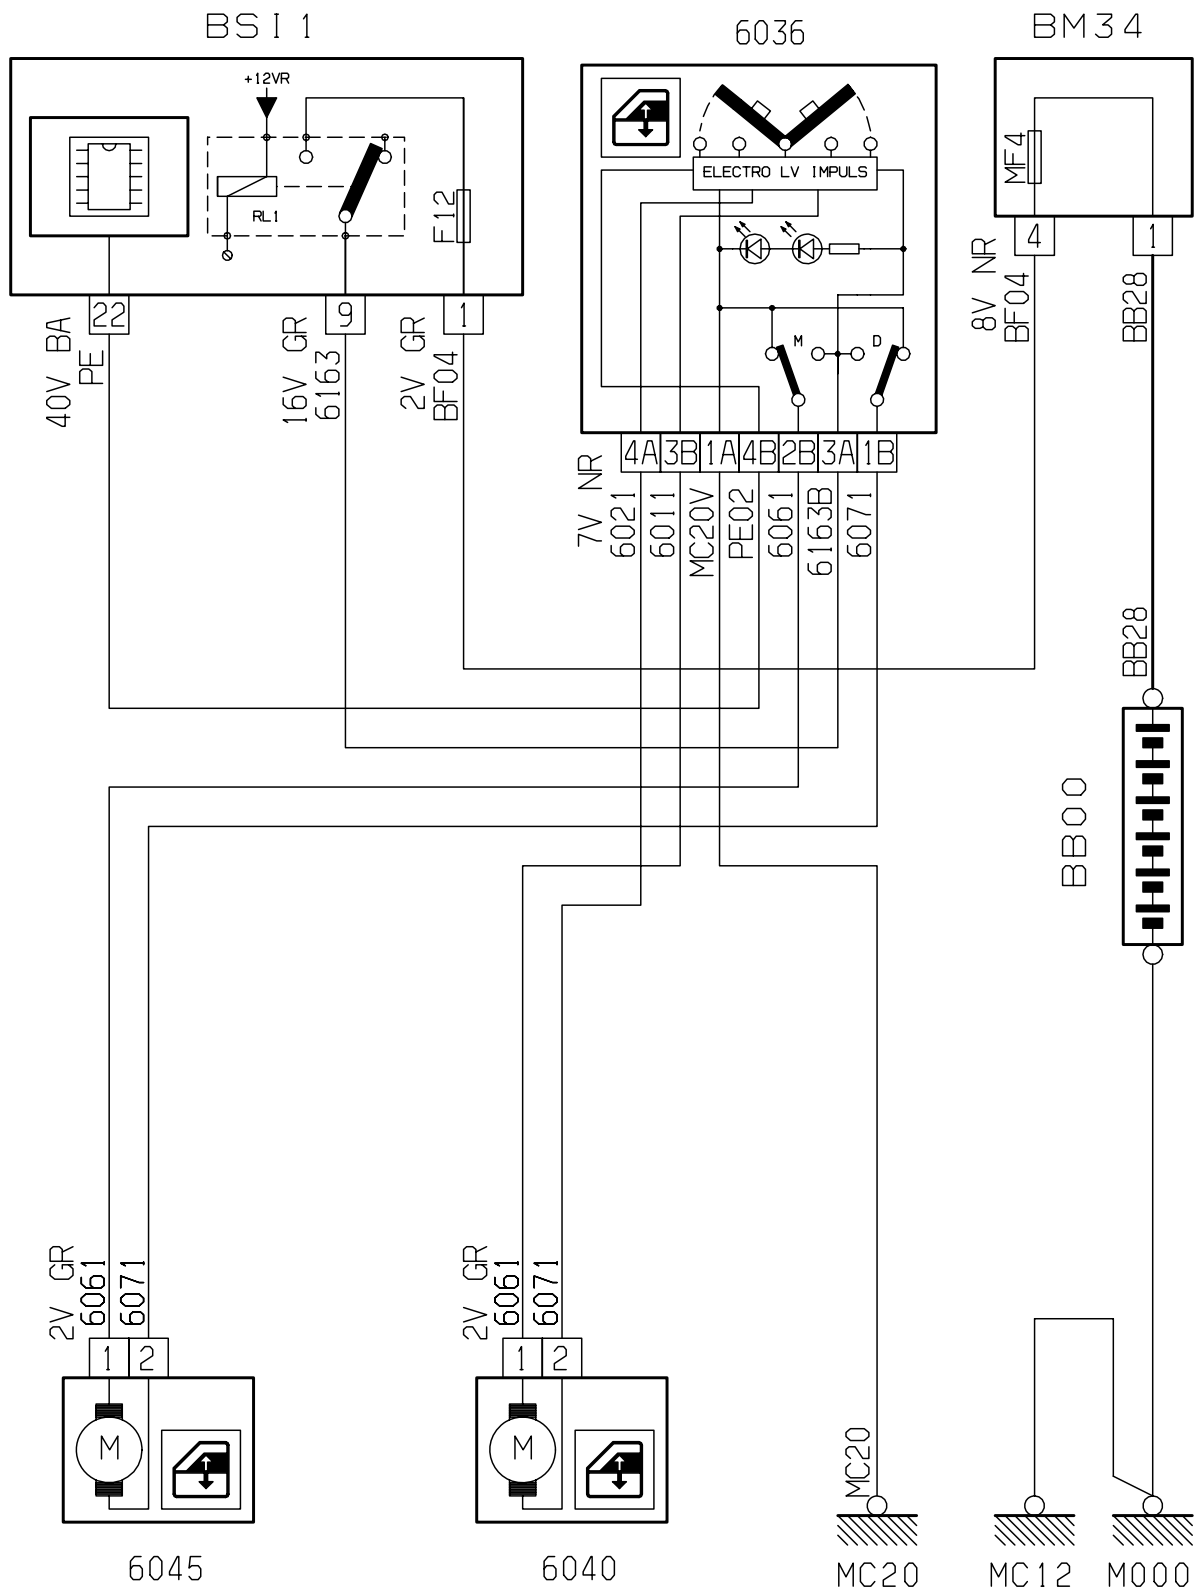 BSI1
6036
BM34
+12VR
RL1
F12
ELECTRO LV IMPULS
MF4
M
D
22
9
1
4
1
40V BA
PE
16V GR
6163
2V GR
BF04
8V NR
BF04
BB28
4A 3B 1A 4B 2B 3A 1B
7V NR
6021
6011
MC20V
PE02
6061
6163B
6071
BB28
BB00
2V GR
6061
6071
2V GR
6061
6071
1 2
1 2
M
M
MC20
6045
6040
MC20
MC12
M000